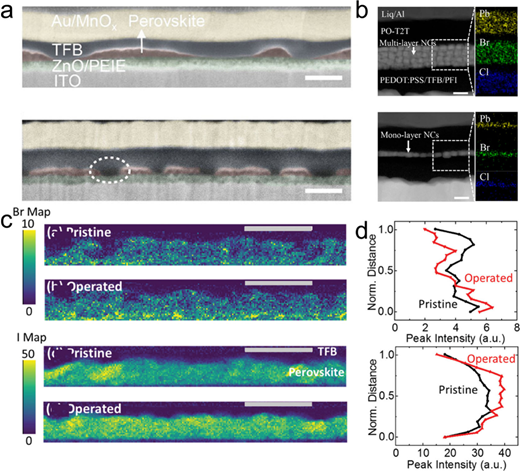 a
Au/MnOx Perovskite
TFB
ZnO/PEIE
ITO
b
Liq/Al
PO-T2T
Multi-layer NCs
PEDOT:PSS/TFB/PFI
Pb
Br
Cl
Mono-layer NCs
Pb
Br
Cl
c
Br Map
10
0
(a) Pristine
(b) Operated
I Map
50
0
Pristine
TFB
Perovskite
Operated
d
Norm. Distance
1.0
0.5
0.0
Operated
Pristine
0 2 4 6 8
Peak Intensity (a.u.)
Norm. Distance
1.0
0.5
0.0
Operated
Pristine
10 20 30 40
Peak Intensity (a.u.)